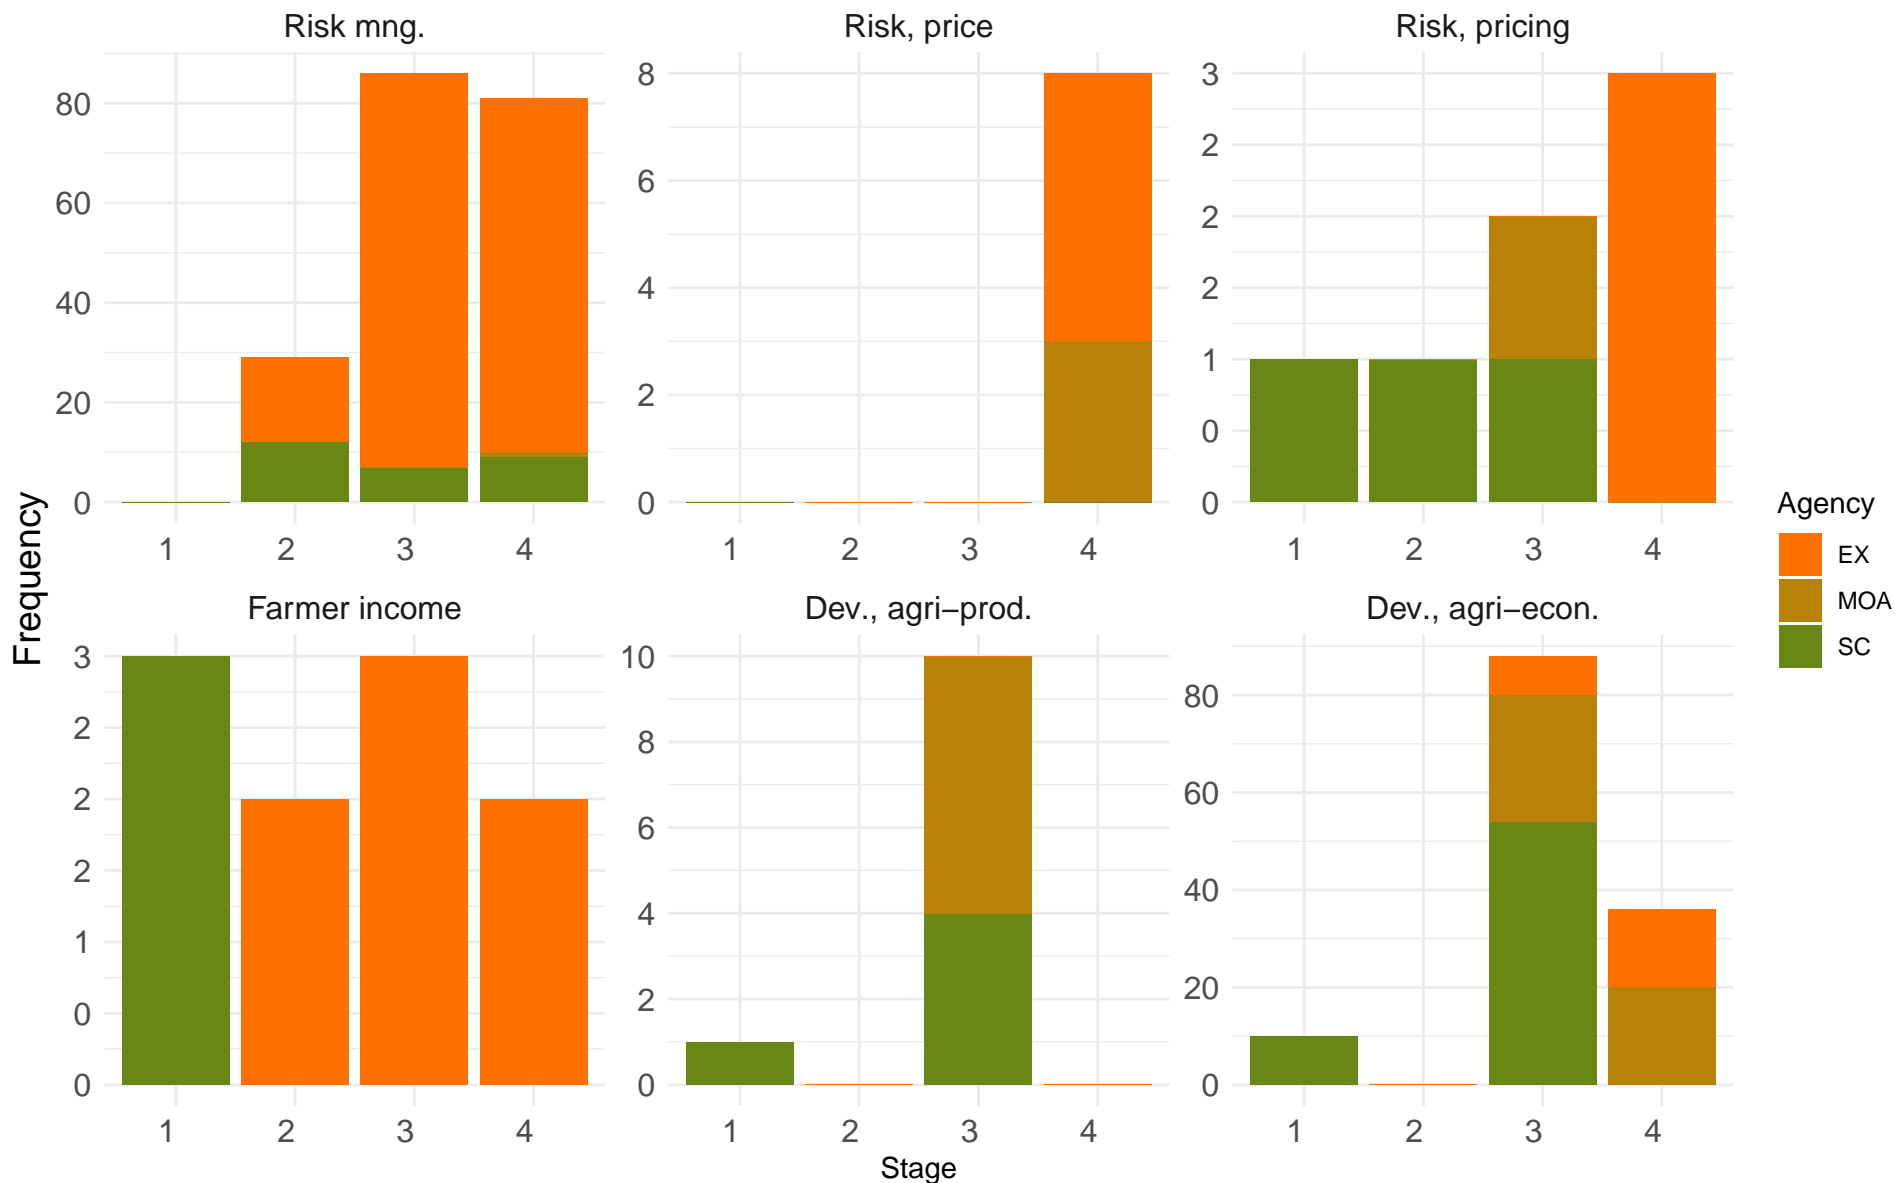 Risk mng. Risk, price Risk, pricing
80
60
40
20
0
1 2 3 4
8
6
4
2
0
1 2 3 4
3
2
2
2
1
0
0
1 2 3 4
Frequency
Farmer income Dev., agri−prod. Dev., agri−econ.
3
2
2
2
1
0
0
1 2 3 4
10
8
6
4
2
0
1 2 3 4
80
60
40
20
0
1 2 3 4
Stage
Agency
EX
MOA
SC